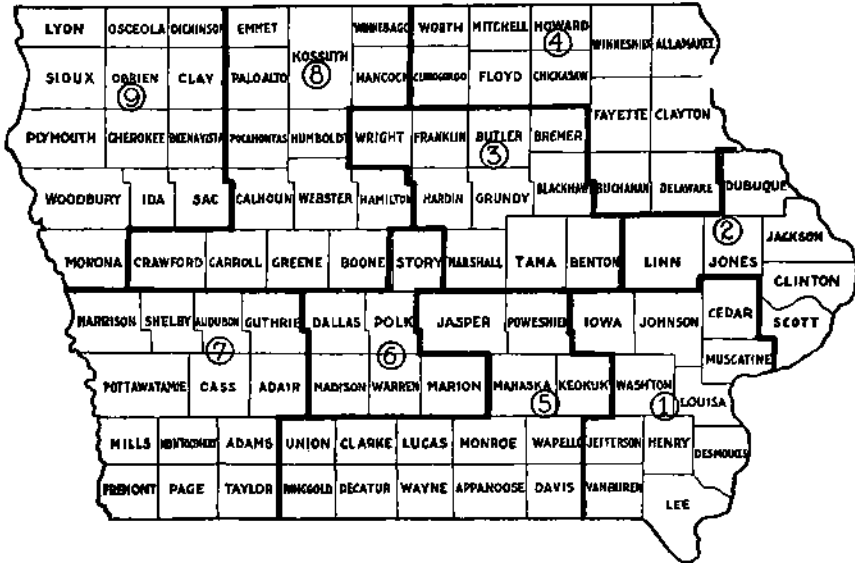 LYON OSCEOLA DICKINSON EMMET WINNEBAGO WORTH MITCHELL HOWARD
④
WINNESHIEK ALLAMAKEE
KOSSUTH
⑧
SIOUX OBRIEN CLAY PALO ALTO HANCOCK CERROGORDO FLOYD CHICKASAW
⑨
FAYETTE CLAYTON
PLYMOUTH CHEROKEE BUENAVISTA POCAHONTAS HUMBOLDT WRIGHT FRANKLIN BUTLER BREMER
③
WOODBURY IDA SAC CALHOUN WEBSTER HAMILTON HARDIN GRUNDY BLACKHAWK BUCHANAN DELAWARE DUBUQUE
②
JACKSON
MONONA CRAWFORD CARROLL GREENE BOONE STORY MARSHALL TAMA BENTON LINN JONES
CLINTON
HARRISON SHELBY AUDUBON GUTHRIE DALLAS POLK JASPER POWESHIEK IOWA JOHNSON CEDAR SCOTT
⑦ ⑥
MUSCATINE
POTTAWATAMIE CASS ADAIR MADISON WARREN MARION MAHASKA KEOKUK WASH'TON
⑤ ①
LOUISA
MILLS MONTGOMERY ADAMS UNION CLARKE LUCAS MONROE WAPELLO JEFFERSON HENRY
DESMOINES
FREMONT PAGE TAYLOR RINGGOLD DECATUR WAYNE APPANOOSE DAVIS VANBUREN
LEE